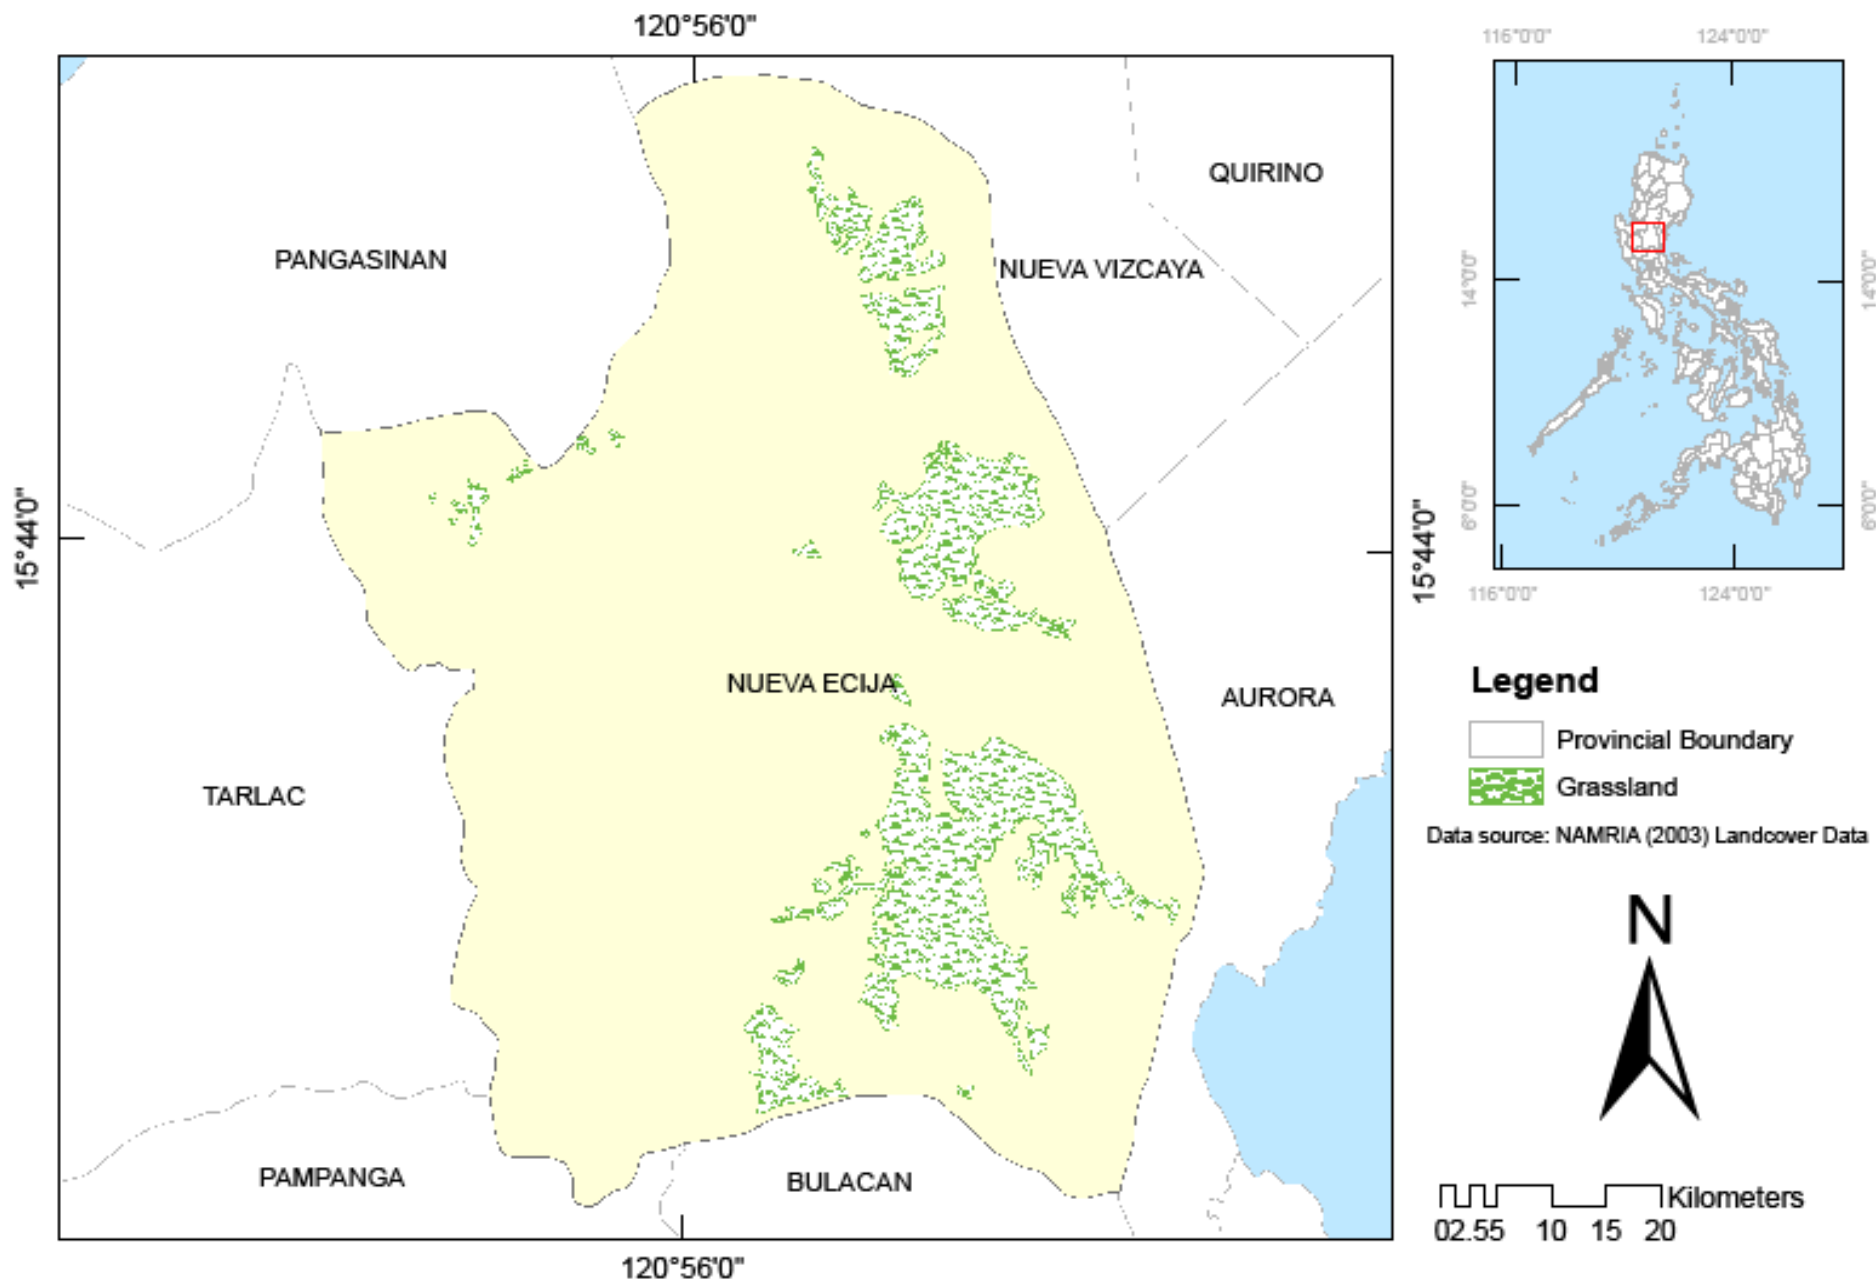 120°56'0"
116°0'0"
124°0'0"
QUIRINO
PANGASINAN
NUEVA VIZCAYA
14°0'0"
14°0'0"
15°44'0"
15°44'0"
6°0'0"
6°0'0"
116°0'0"
124°0'0"
NUEVA ECIJA
AURORA
Legend
Provincial Boundary
Grassland
TARLAC
Data source: NAMRIA (2003) Landcover Data
N
PAMPANGA
BULACAN
Kilometers
02.55 10 15 20
120°56'0"